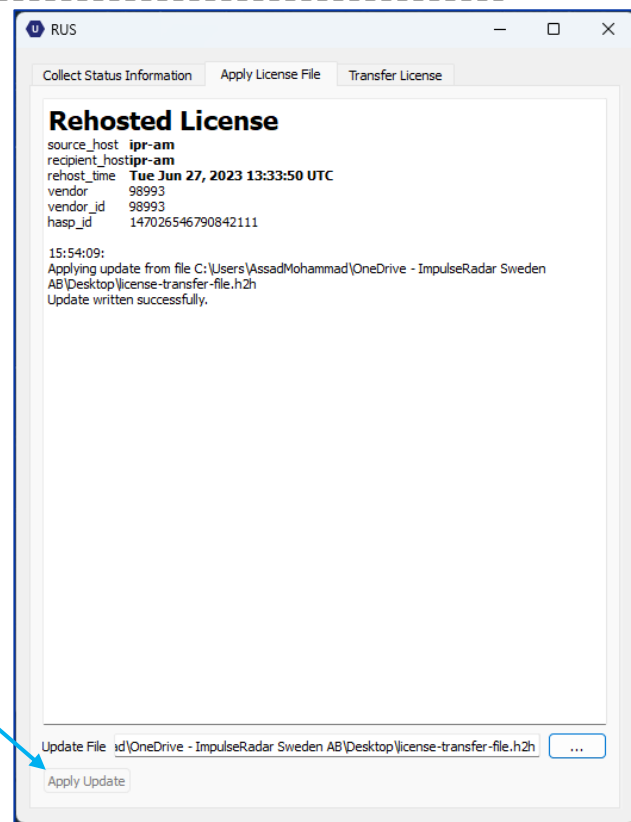 U RUS
Collect Status Information Apply License File Transfer License
Rehosted License
source_host ipr-am
recipient_hostipr-am
rehost_time Tue Jun 27, 2023 13:33:50 UTC
vendor 98993
vendor_id 98993
hasp_id 147026546790842111
15:54:09:
Applying update from file C:\Users\AssadMohammad\OneDrive - ImpulseRadar Sweden
AB\Desktop\license-transfer-file.h2h
Update written successfully.
Update File ad\OneDrive - ImpulseRadar Sweden AB\Desktop\license-transfer-file.h2h ...
Apply Update